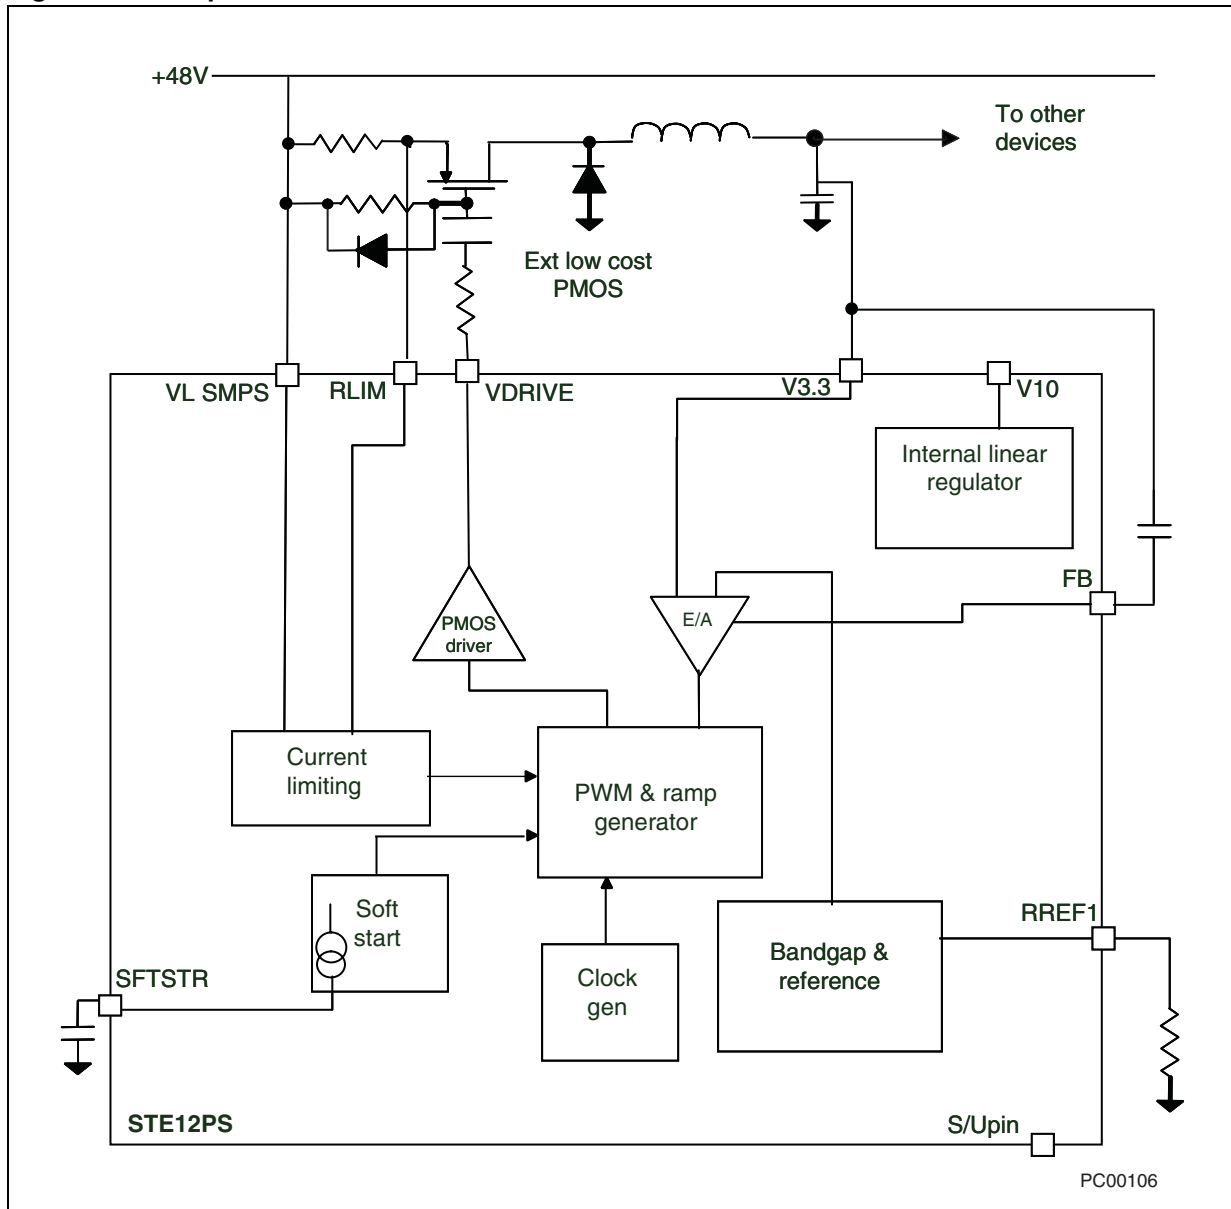 +48V
To other
devices
Ext low cost
PMOS
VL SMPS
RLIM
VDRIVE
V3.3
V10
Internal linear
regulator
FB
E/A
PMOS
driver
Current
limiting
PWM & ramp
generator
Soft
start
RREF1
Bandgap &
reference
Clock
gen
SFTSTR
STE12PS
S/Upin
PC00106